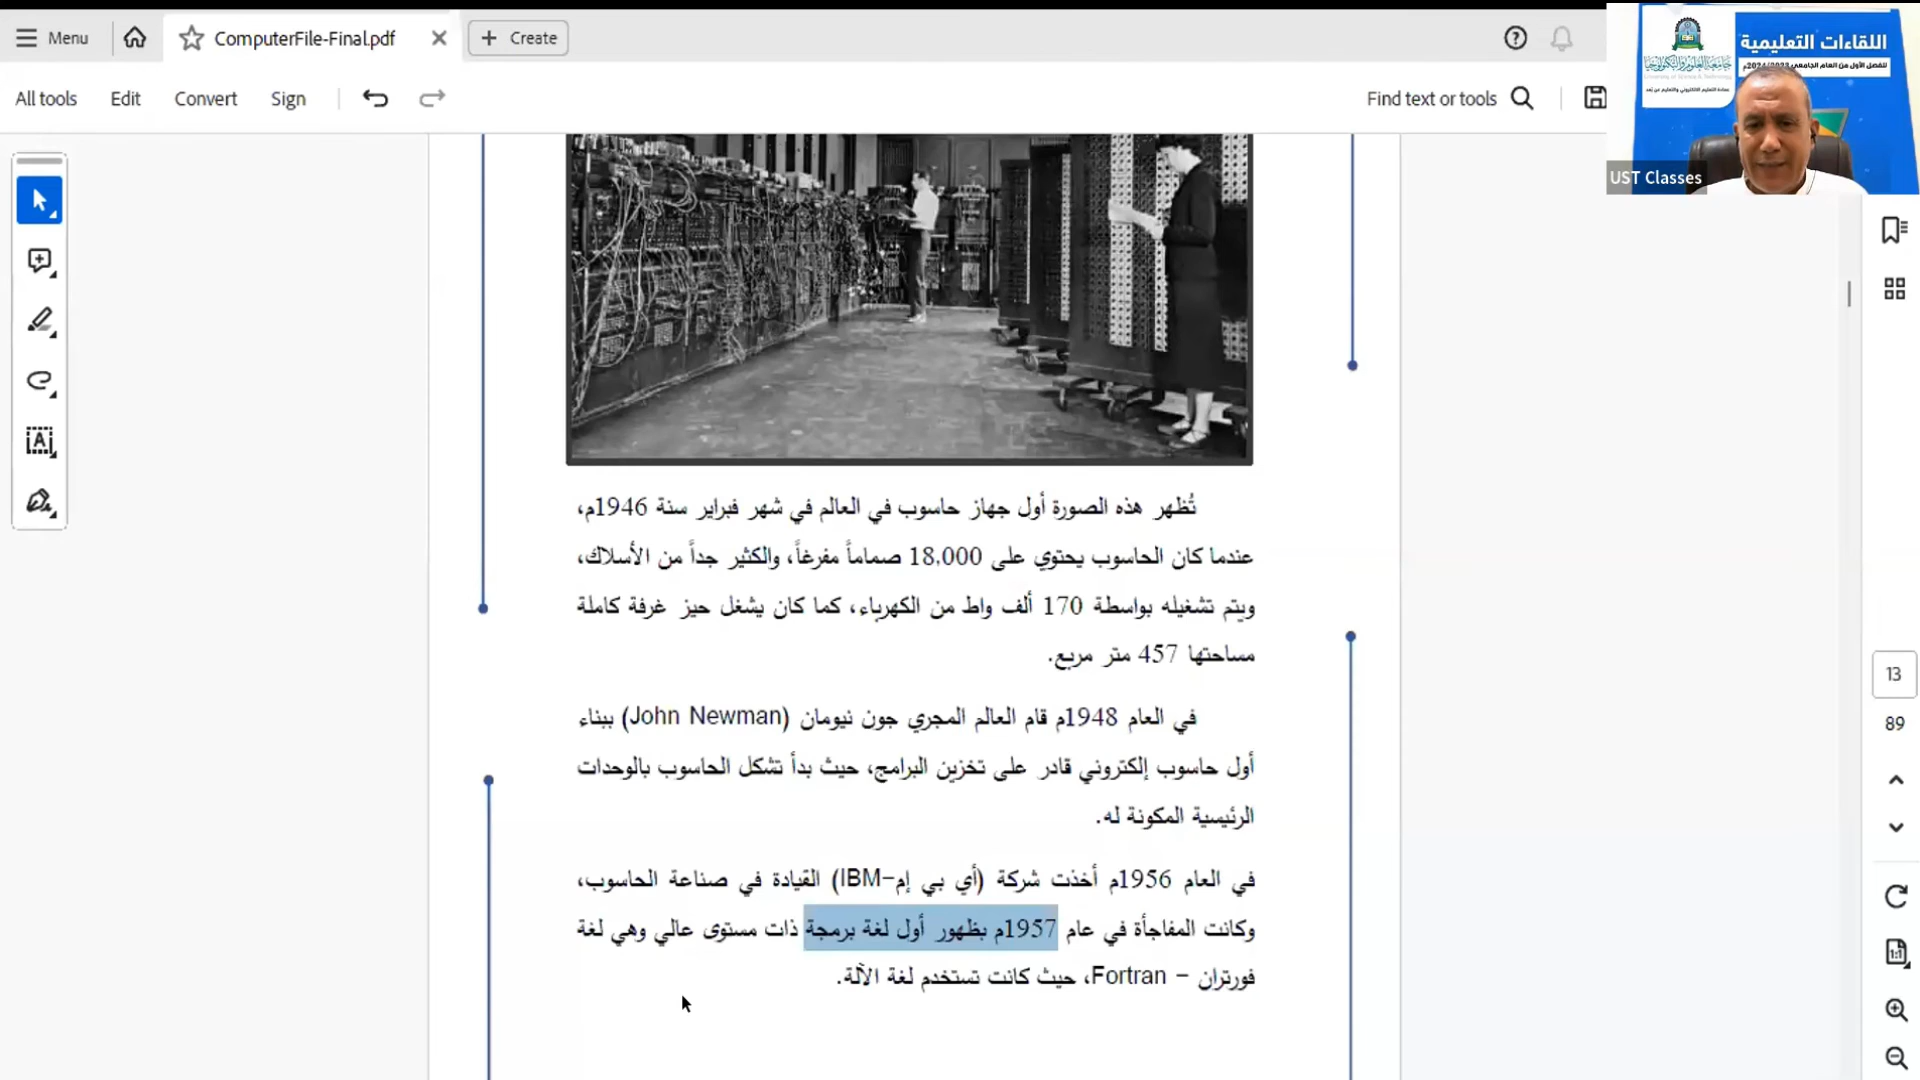 Menu
ComputerFile-Final.pdf
Create
اللقاءات التعليمية
All tools
Edit
Convert
Sign
Find text or tools
UST Classes
تُظهر هذه الصورة أول جهاز حاسوب في العالم في شهر فبراير سنة 1946م،
عندما كان الحاسوب يحتوي على 18,000 صماماً مفرغاً، والكثير جداً من الأسلاك،
ويتم تشغيله بواسطة 170 ألف واط من الكهرباء، كما كان يشغل حيز غرفة كاملة
مساحتها 457 متر مربع.
في العام 1948م قام العالم المجري جون نيومان (John Newman) ببناء
أول حاسوب إلكتروني قادر على تخزين البرامج، حيث بدأ تشكل الحاسوب بالوحدات
الرئيسية المكونة له.
في العام 1956م أخذت شركة (أي بي إم-IBM) القيادة في صناعة الحاسوب،
وكانت المفاجأة في عام 1957م بظهور أول لغة برمجة ذات مستوى عالي وهي لغة
فورتران - Fortran، حيث كانت تستخدم لغة الآلة.
13
89